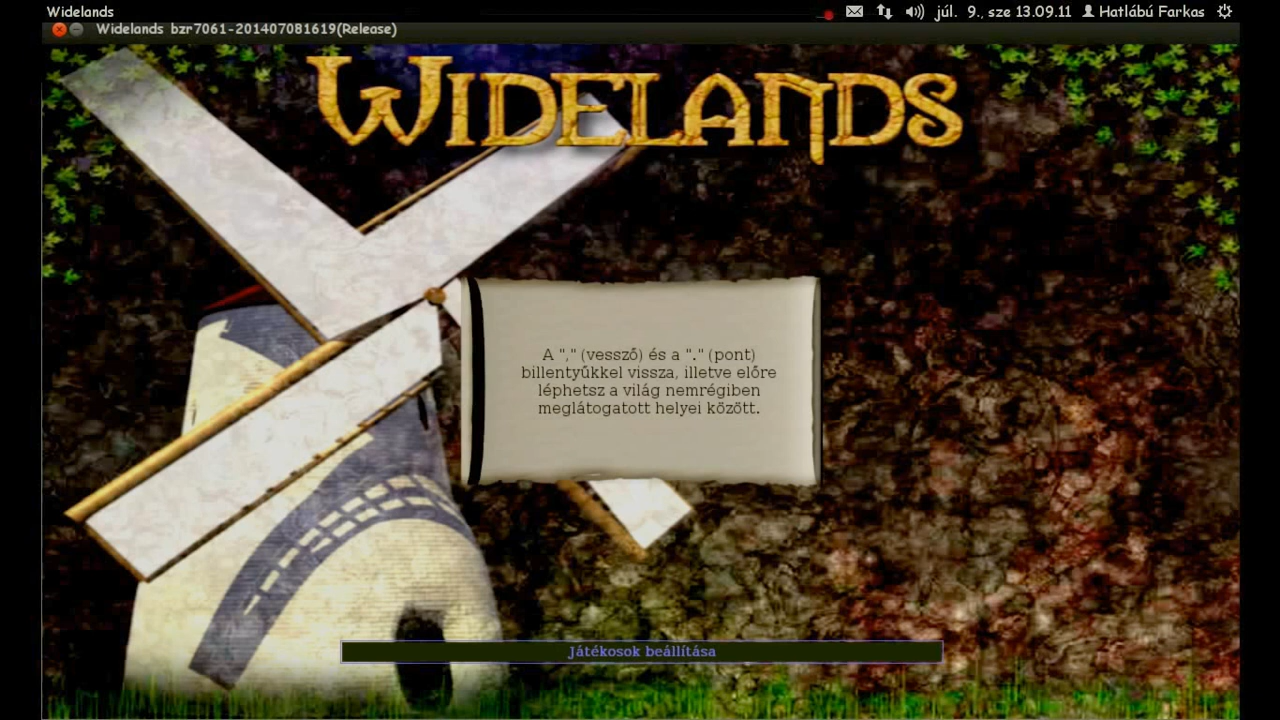 Widelands
júl. 9., sze 13.09.11 Hatlábú Farkas
Widelands bzr7061-201407081619(Release)
WIDELANDS
A "," (vessző) és a "." (pont)
billentyűkkel vissza, illetve előre
léphetsz a világ nemrégiben
meglátogatott helyei között.
Játékosok beállítása